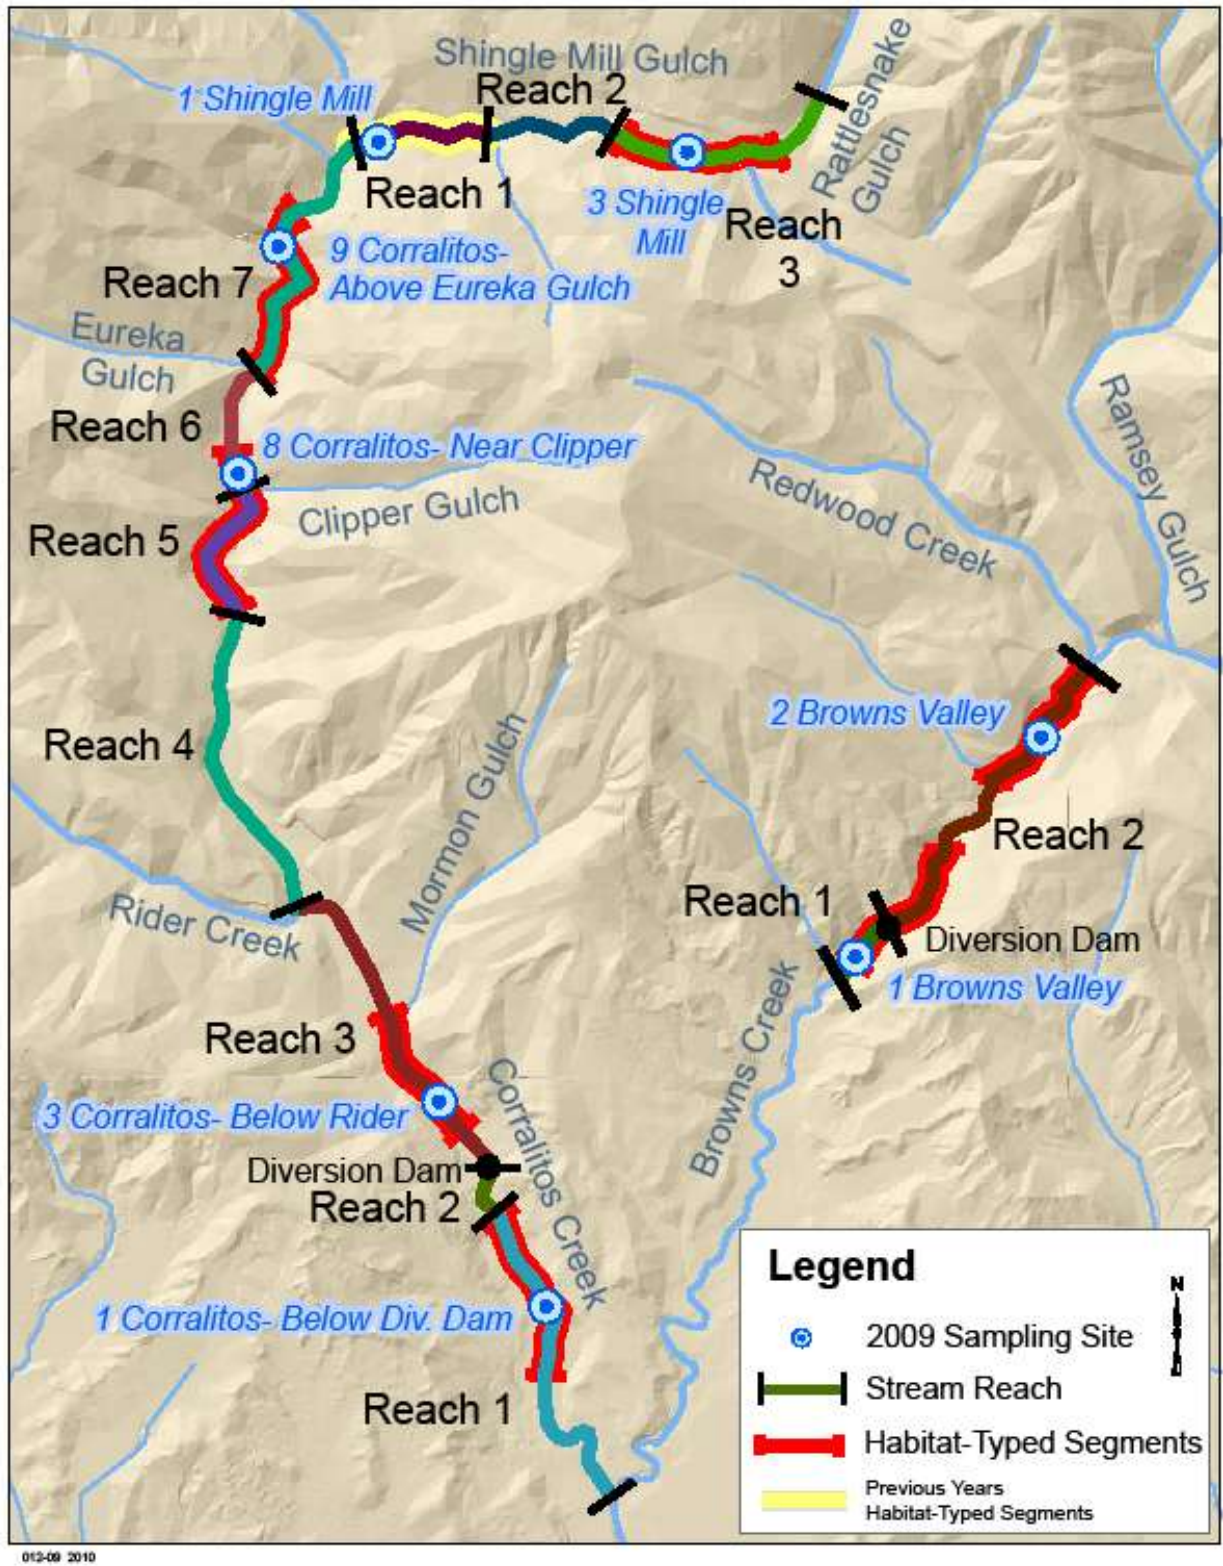 Shingle Mill Gulch
Rattlesnake
Gulch
1 Shingle Mill
Reach 2
Reach 1
3 Shingle
Mill
Reach
3
9 Corralitos-
Above Eureka Gulch
Reach 7
Eureka
Gulch
Reach 6
8 Corralitos- Near Clipper
Clipper Gulch
Redwood Creek
Ramsey Gulch
Reach 5
2 Browns Valley
Reach 4
Mormon Gulch
Reach 2
Reach 1
Diversion Dam
1 Browns Valley
Rider Creek
Browns Creek
Reach 3
Corralitos Creek
3 Corralitos- Below Rider
Diversion Dam
Reach 2
1 Corralitos- Below Div. Dam
Reach 1
Legend
N
2009 Sampling Site
Stream Reach
Habitat-Typed Segments
Previous Years
Habitat-Typed Segments
013-09 2010